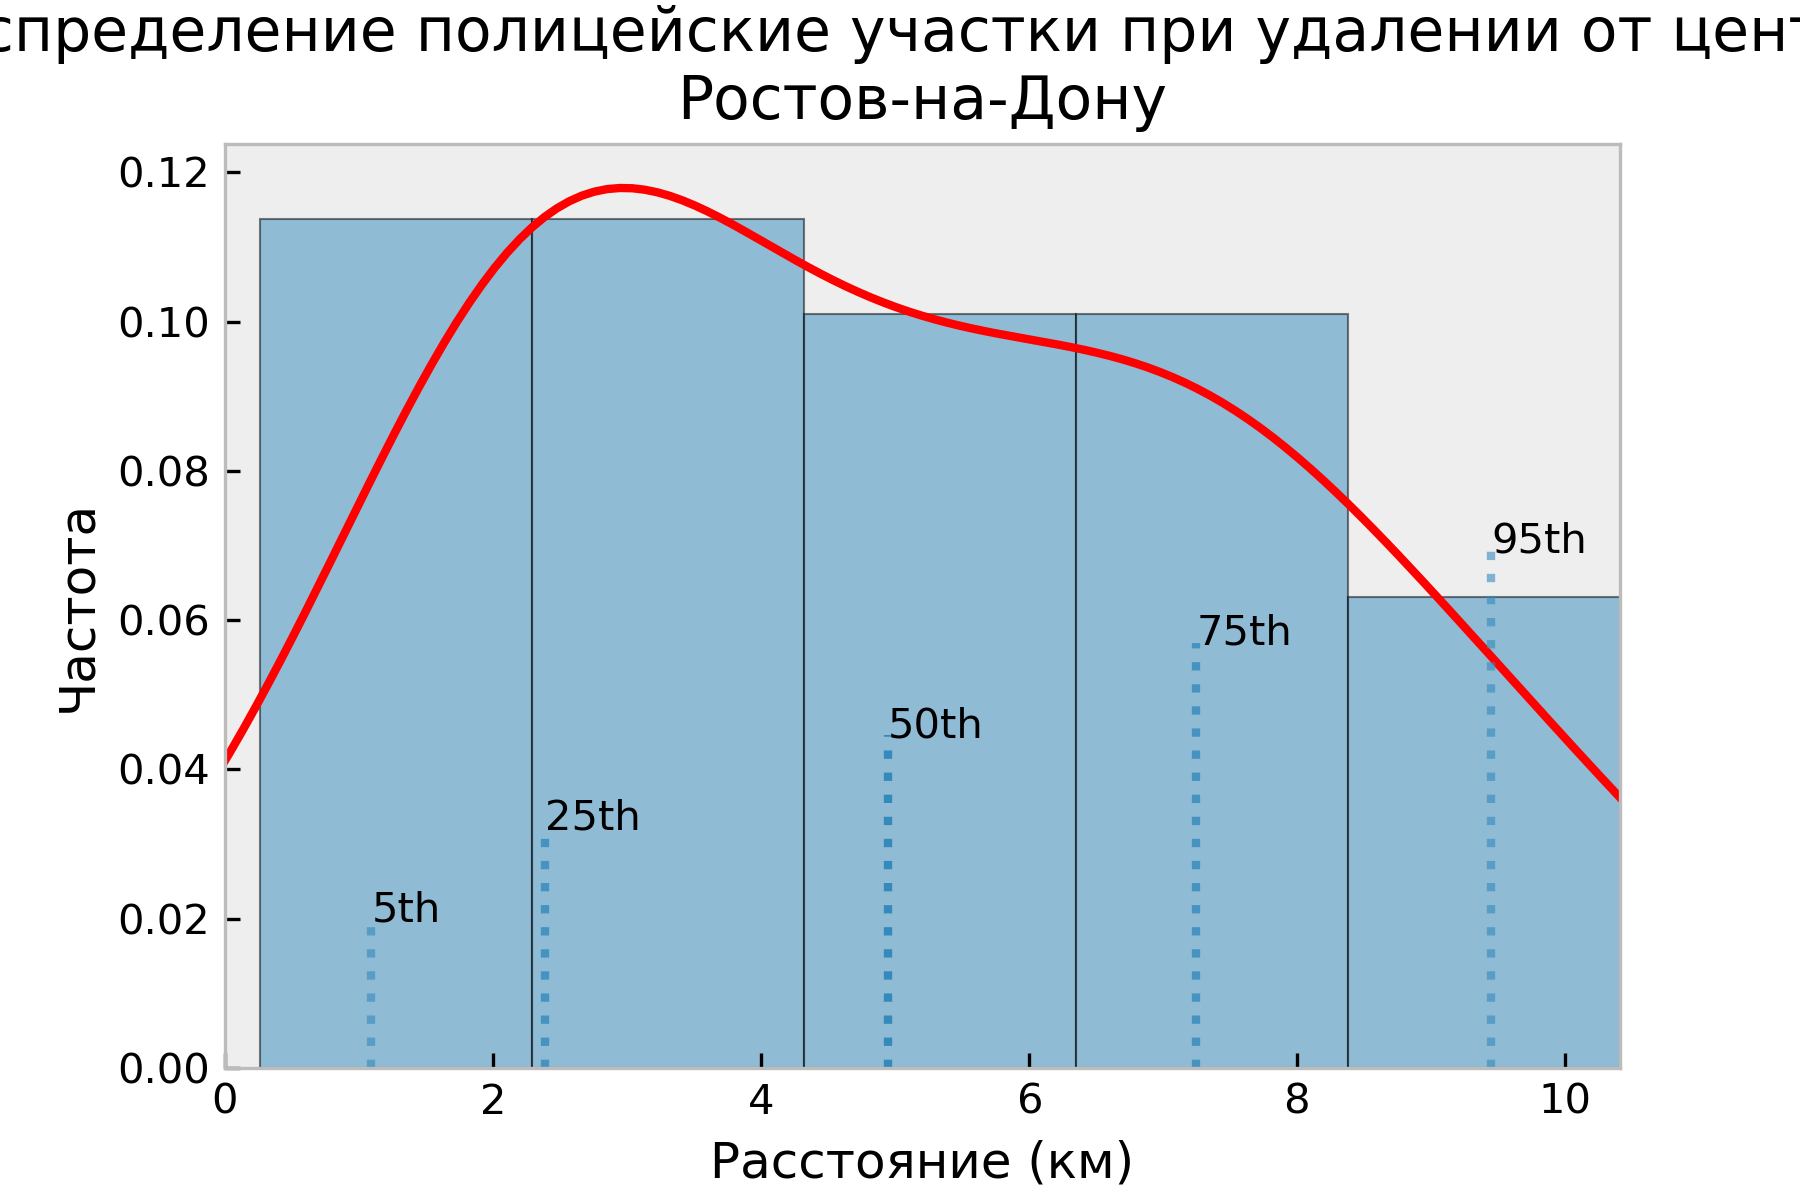 спределение полицейские участки при удалении от цент
Ростов-на-Дону
0.12
0.10
0.08
0.06
0.04
0.02
0.00
Частота
5th
25th
50th
75th
95th
0 2 4 6 8 10
Расстояние (км)